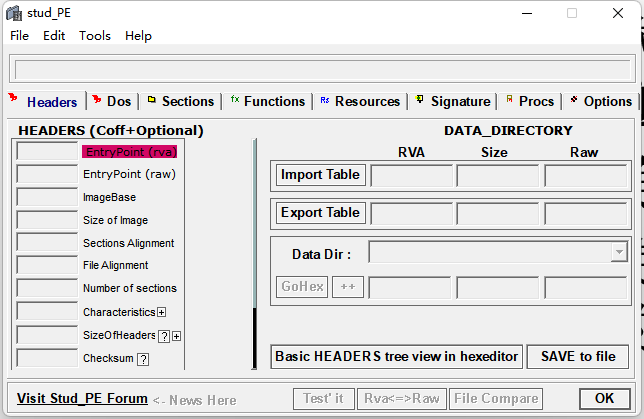 stud_PE
File Edit Tools Help
Headers Dos Sections fx Functions Rs Resources Signature Procs Options
HEADERS (Coff+Optional)
EntryPoint (rva)
EntryPoint (raw)
ImageBase
Size of Image
Sections Alignment
File Alignment
Number of sections
Characteristics +
SizeOfHeaders ? +
Checksum ?
DATA_DIRECTORY
RVA Size Raw
Import Table
Export Table
Data Dir :
GoHex ++
Basic HEADERS tree view in hexeditor SAVE to file
Visit Stud_PE Forum <- News Here Test' it Rva<=>Raw File Compare OK